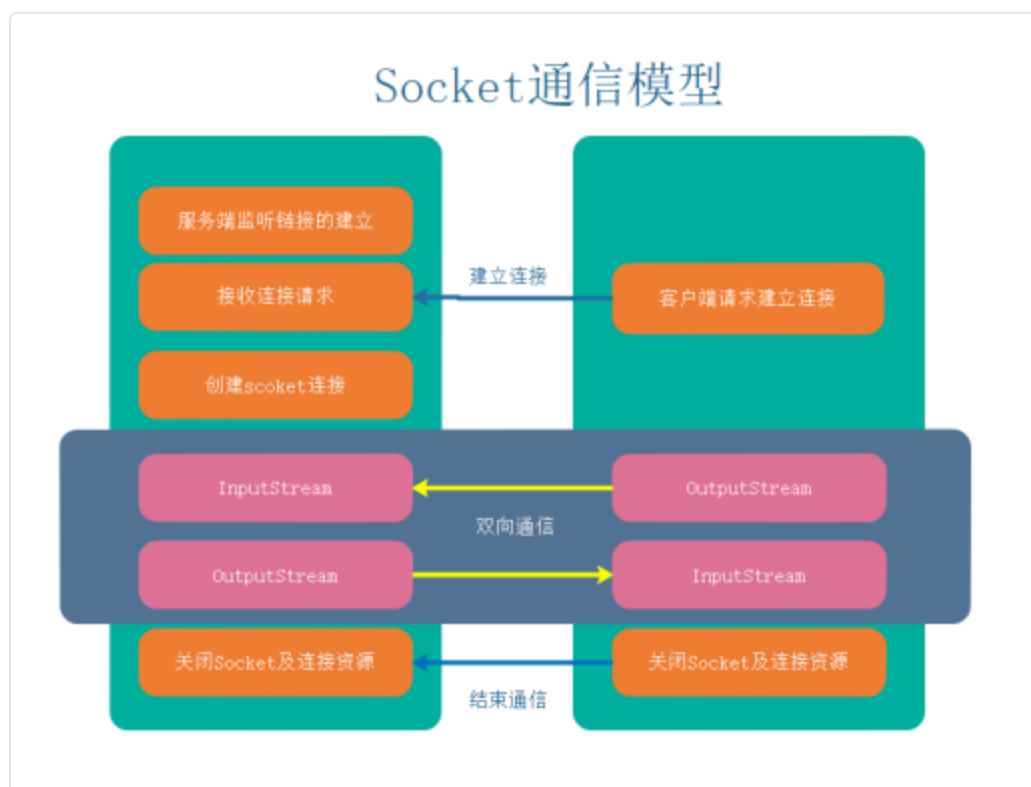 Socket通信模型
服务端监听链接的建立
接收连接请求
建立连接
客户端请求建立连接
创建scoket连接
InputStream
OutputStream
双向通信
OutputStream
InputStream
关闭Socket及连接资源
关闭Socket及连接资源
结束通信